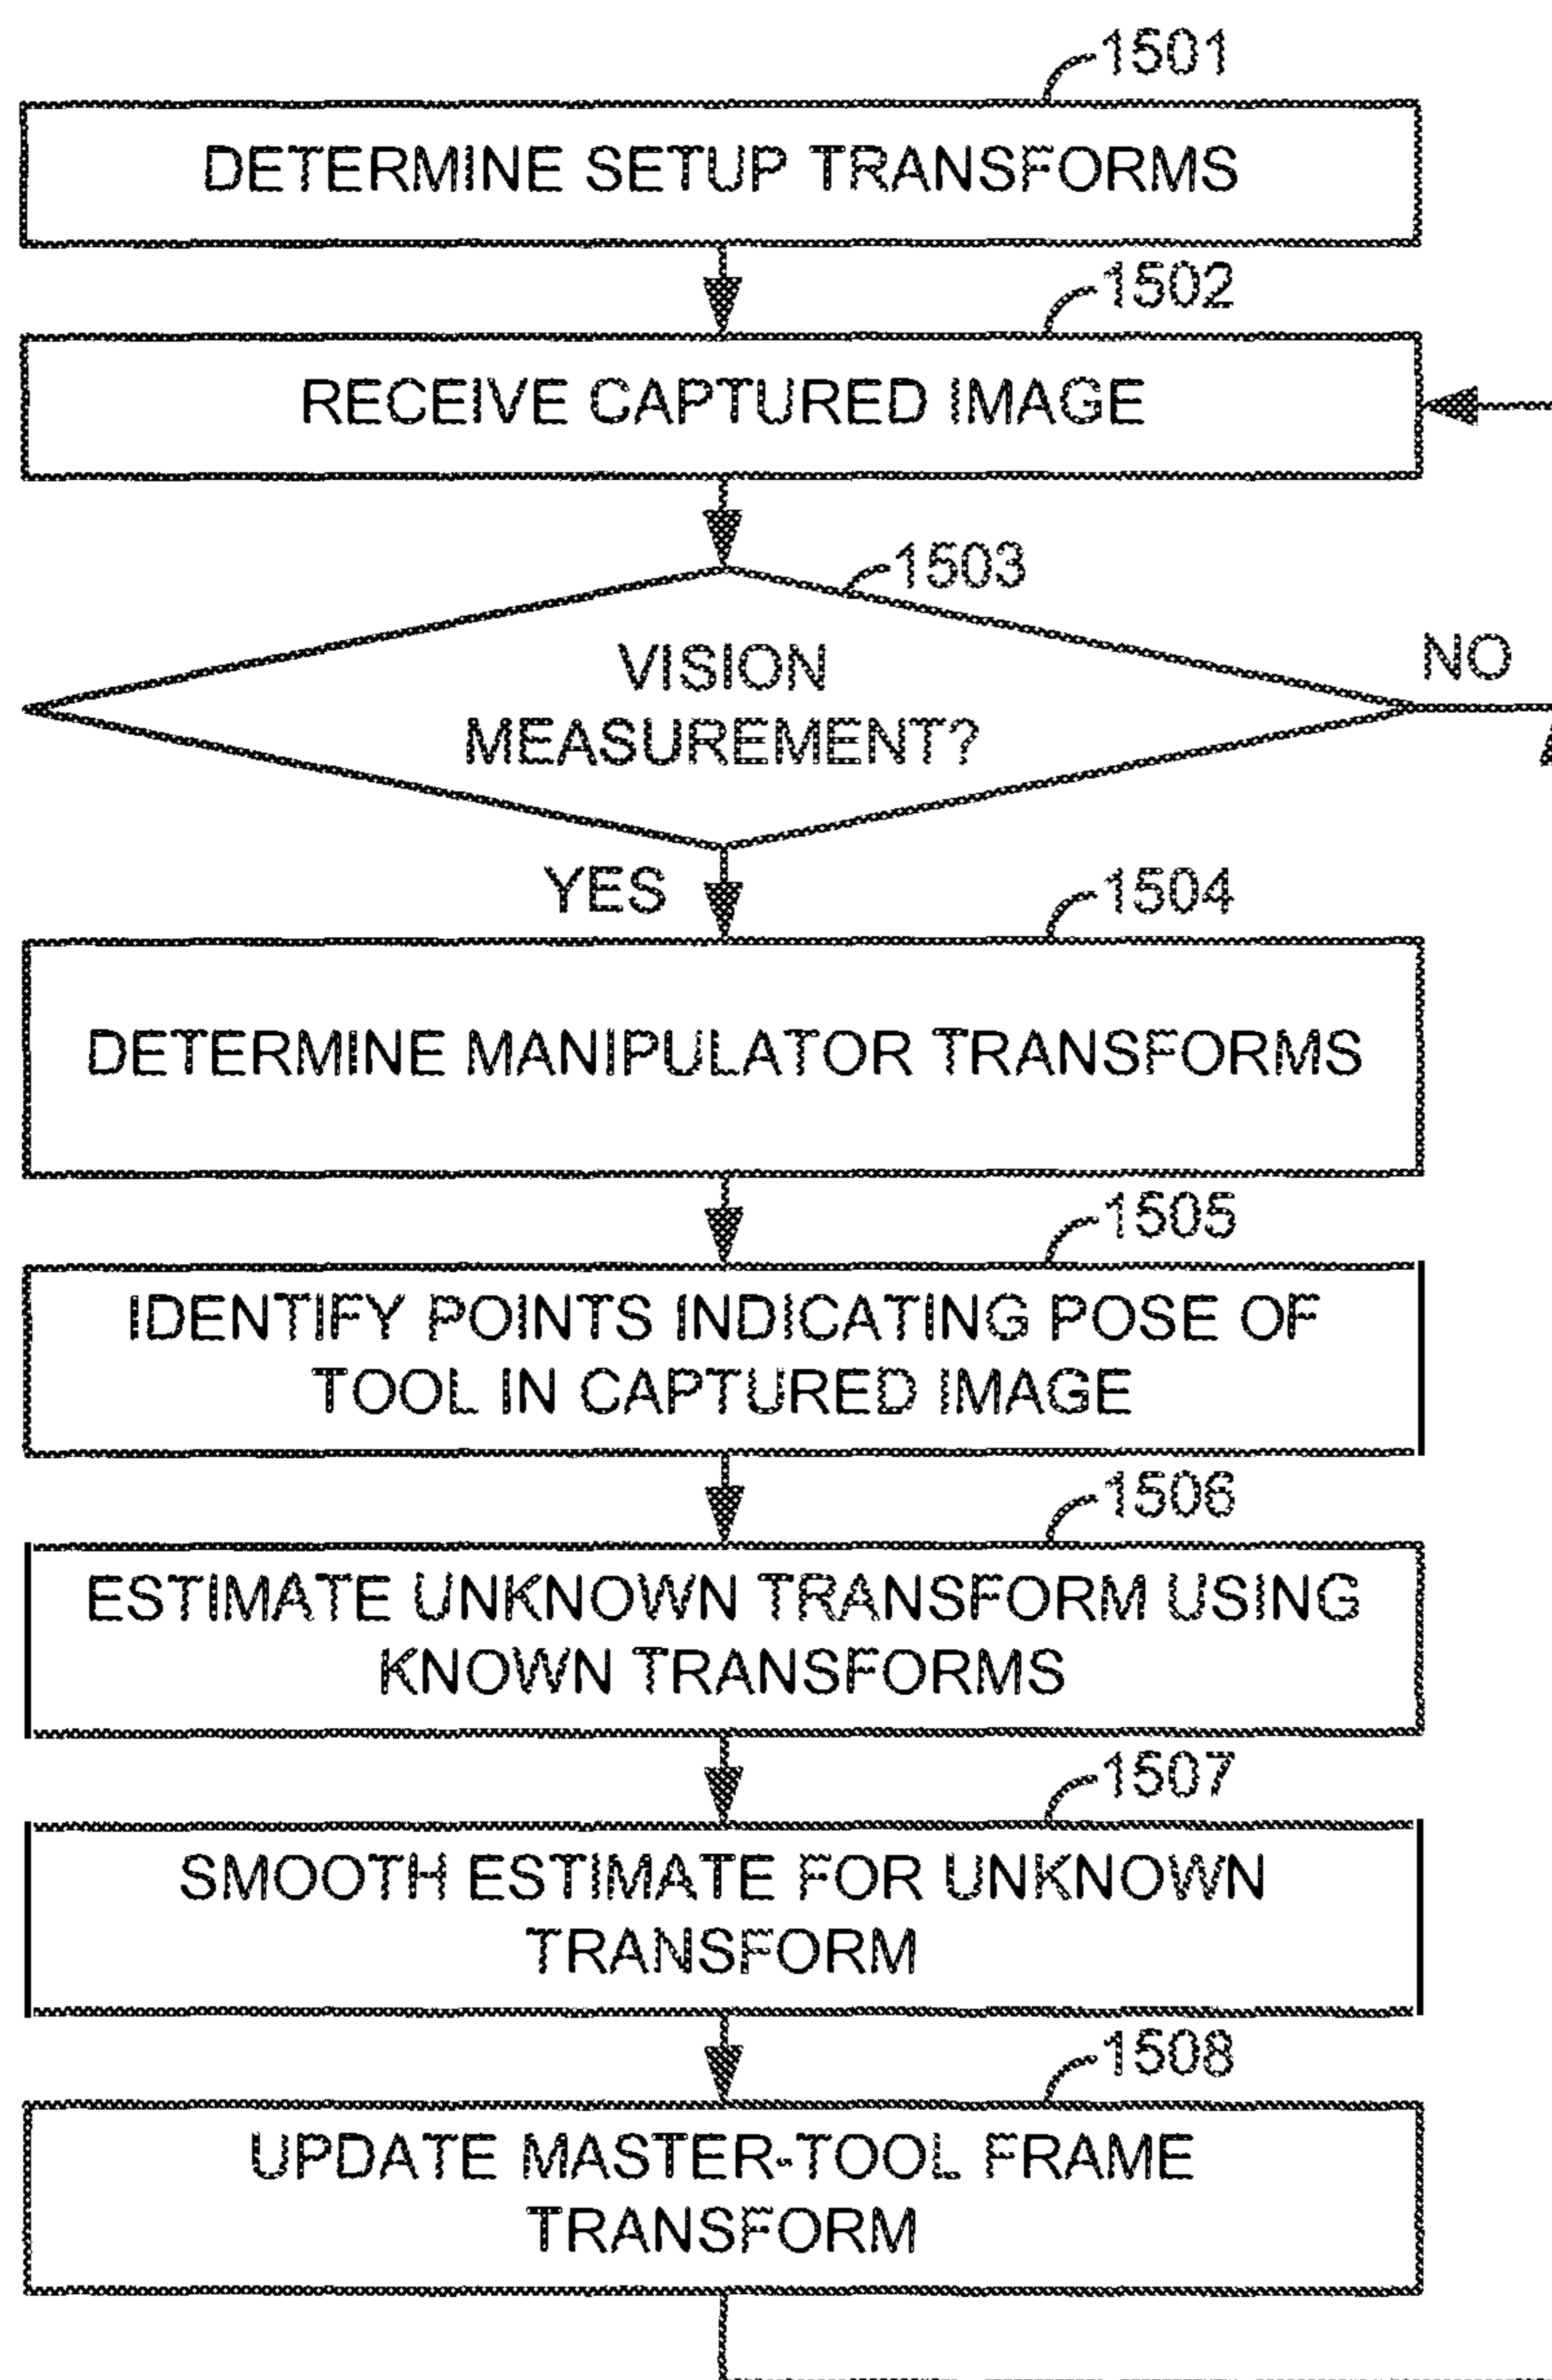 1501
DETERMINE SETUP TRANSFORMS
1502
RECEIVE CAPTURED IMAGE
1503
VISION
MEASUREMENT?
NO
YES
1504
DETERMINE MANIPULATOR TRANSFORMS
1505
IDENTIFY POINTS INDICATING POSE OF
TOOL IN CAPTURED IMAGE
1506
ESTIMATE UNKNOWN TRANSFORM USING
KNOWN TRANSFORMS
1507
SMOOTH ESTIMATE FOR UNKNOWN
TRANSFORM
1508
UPDATE MASTER-TOOL FRAME
TRANSFORM